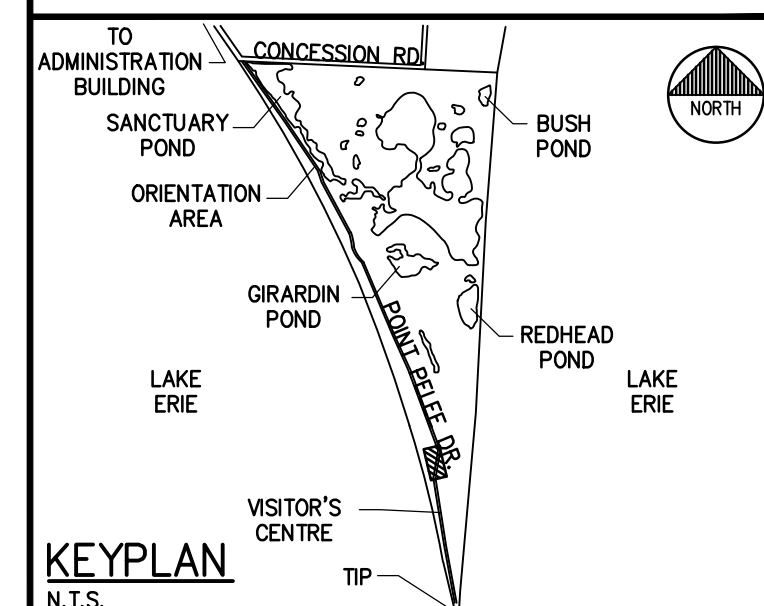 TO
ADMINISTRATION
BUILDING
CONCESSION RD.
NORTH
SANCTUARY
POND
BUSH
POND
ORIENTATION
AREA
GIRARDIN
POND
POINT PELEE DR.
REDHEAD
POND
LAKE
ERIE
LAKE
ERIE
VISITOR'S
CENTRE
KEYPLAN
TIP
N.T.S.